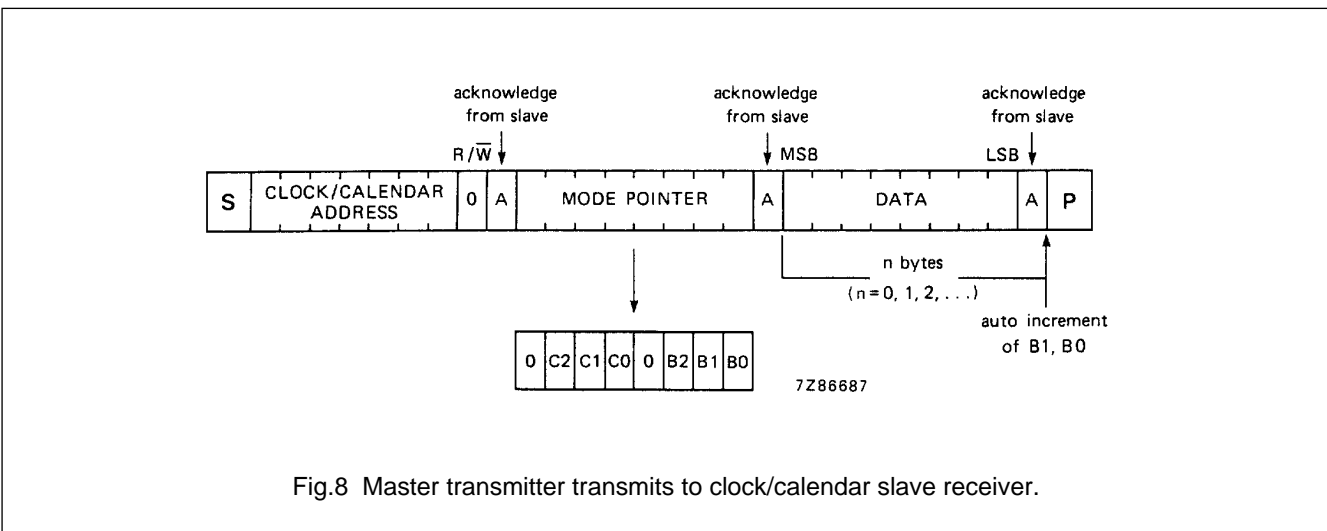 acknowledge
from slave
acknowledge
from slave
acknowledge
from slave
R/W̅
MSB
LSB
S
CLOCK/CALENDAR
ADDRESS
0
A
MODE POINTER
A
DATA
A
P
n bytes
(n=0, 1, 2, ...)
auto increment
of B1, B0
0 C2 C1 C0 0 B2 B1 B0
7Z86687
Fig.8 Master transmitter transmits to clock/calendar slave receiver.